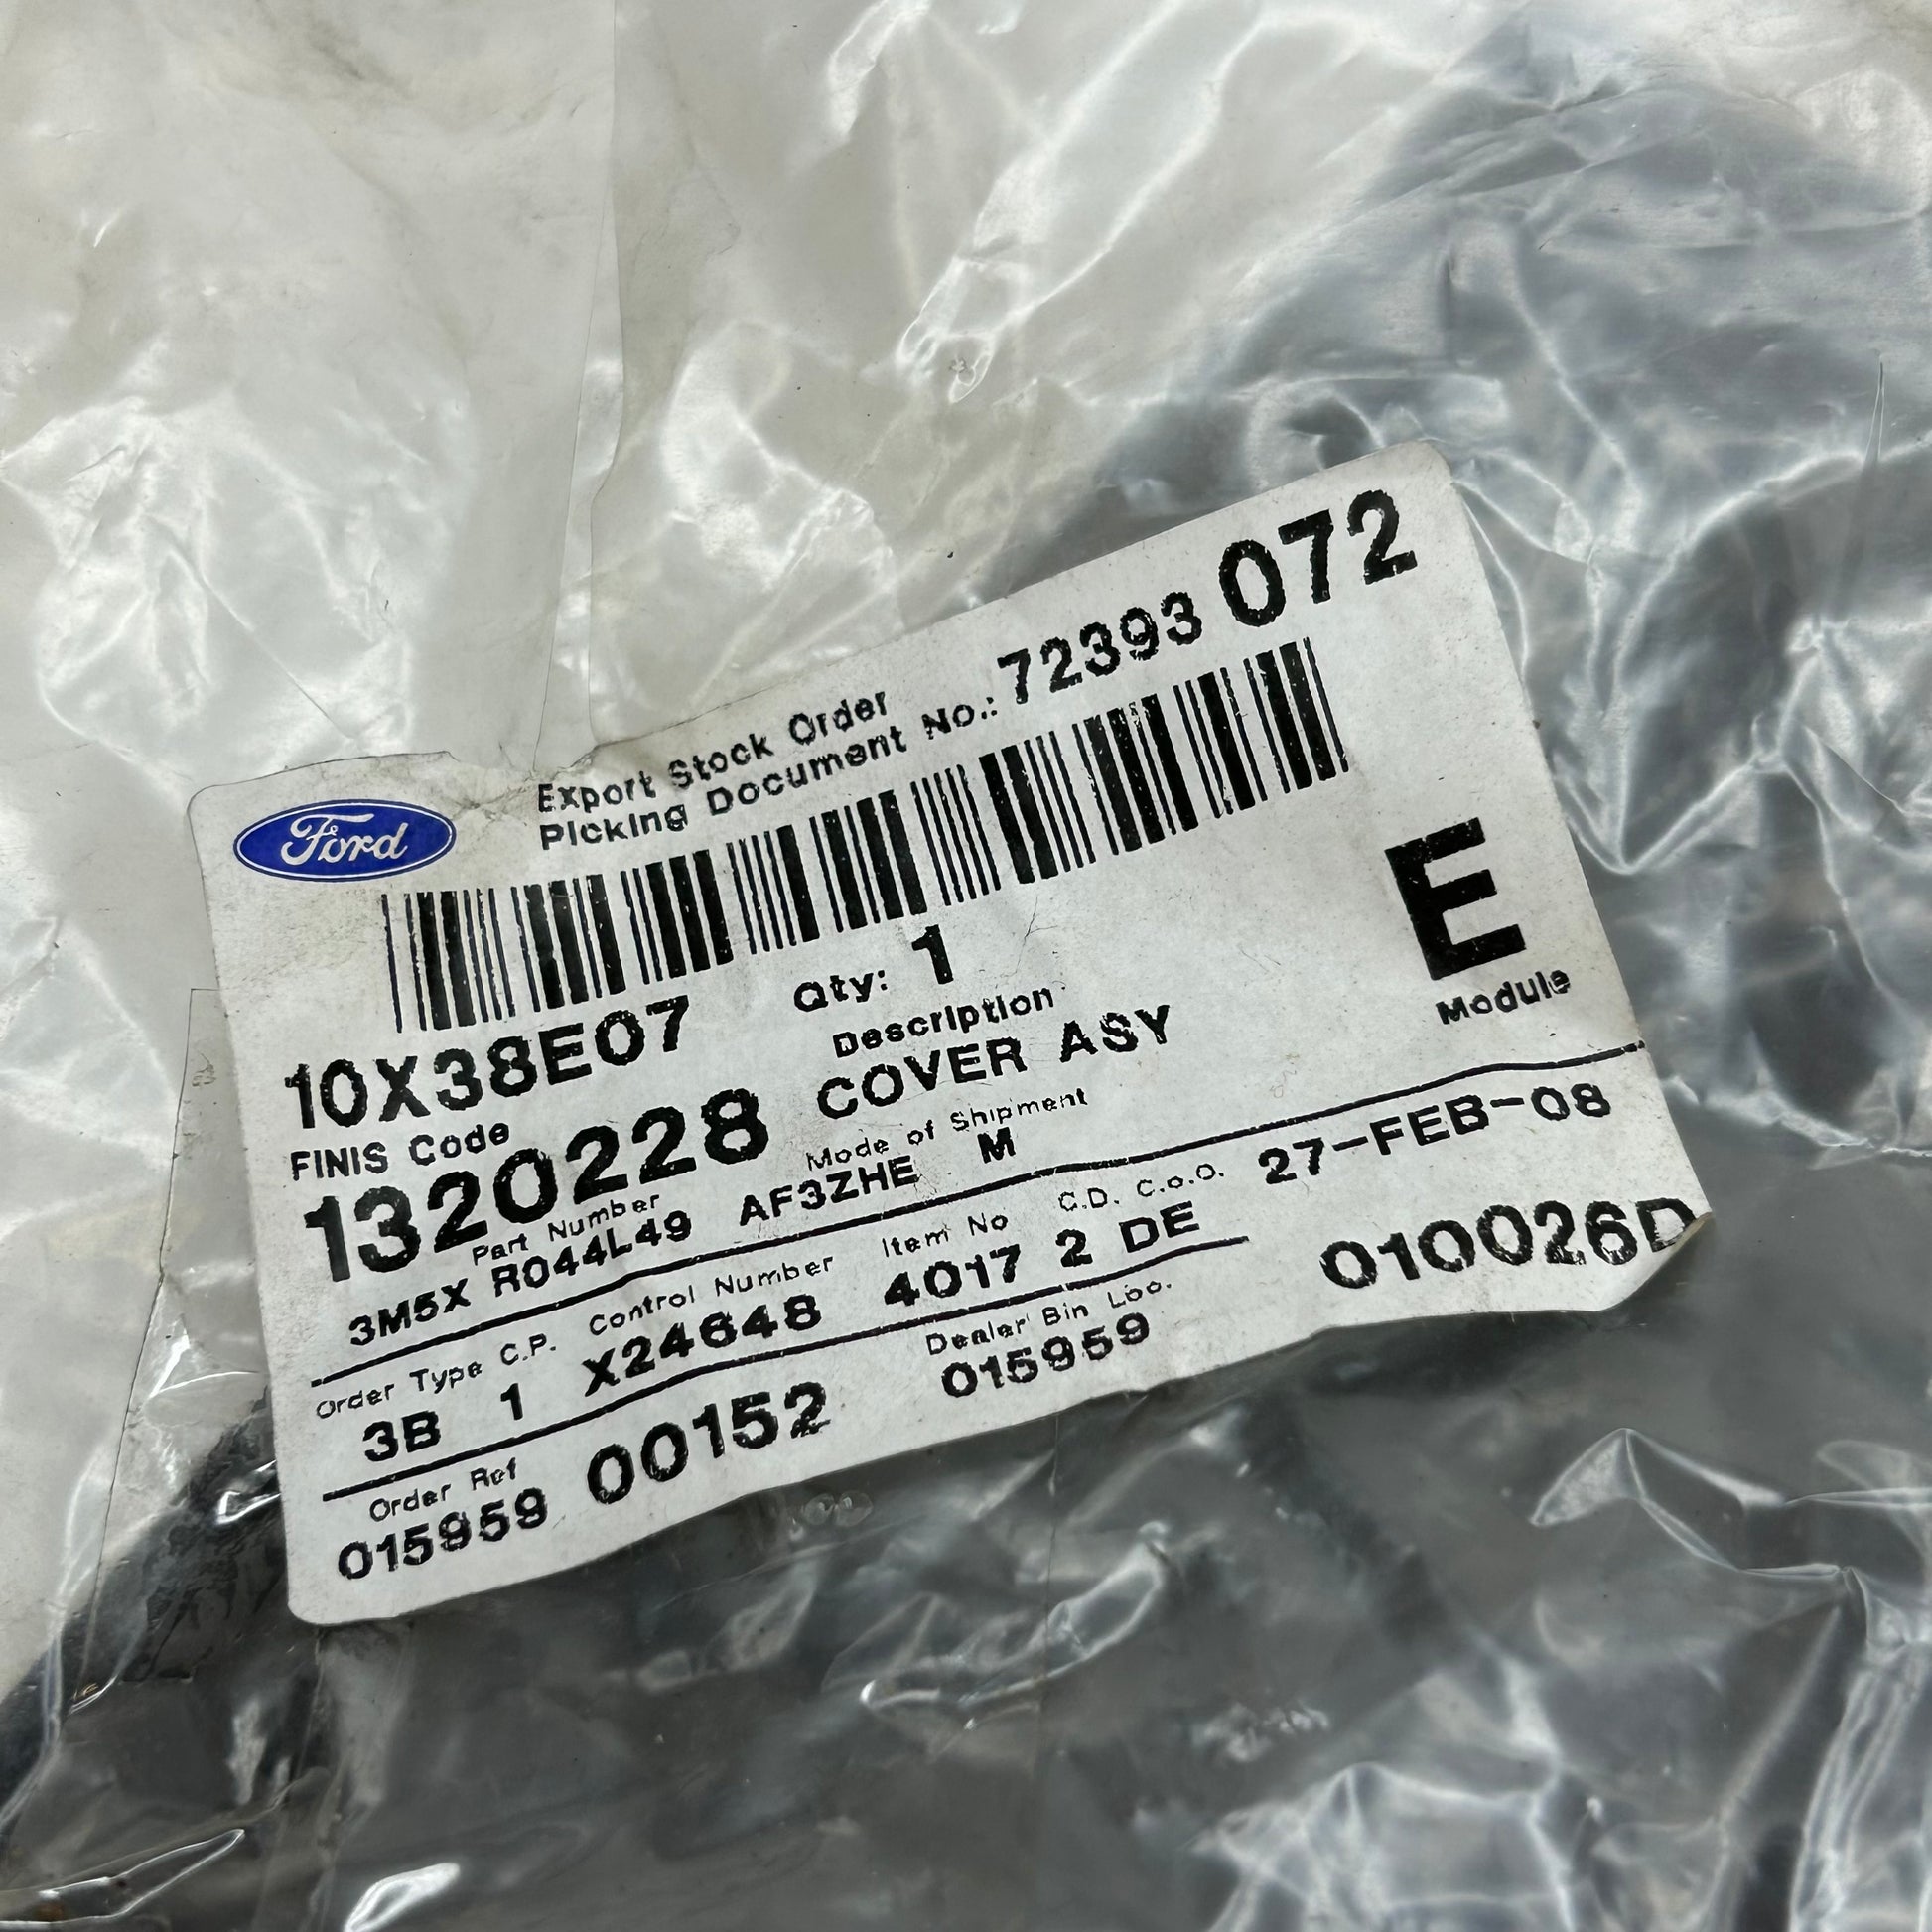 Ford
Export Stock Order
Picking Document No.: 72393 072
10X38E07 Qty: 1
E
Module
FINIS Code Description
1320228 COVER ASY
Part Number Mode of Shipment
3M5X R044L49 AF3ZHE M
Order Type C.P. Control Number Item No C.D. C.o.O. 27-FEB-08
3B 1 X24648 4017 2 DE 010026D
Order Ref Dealer Bin Loc.
015959 00152 015959